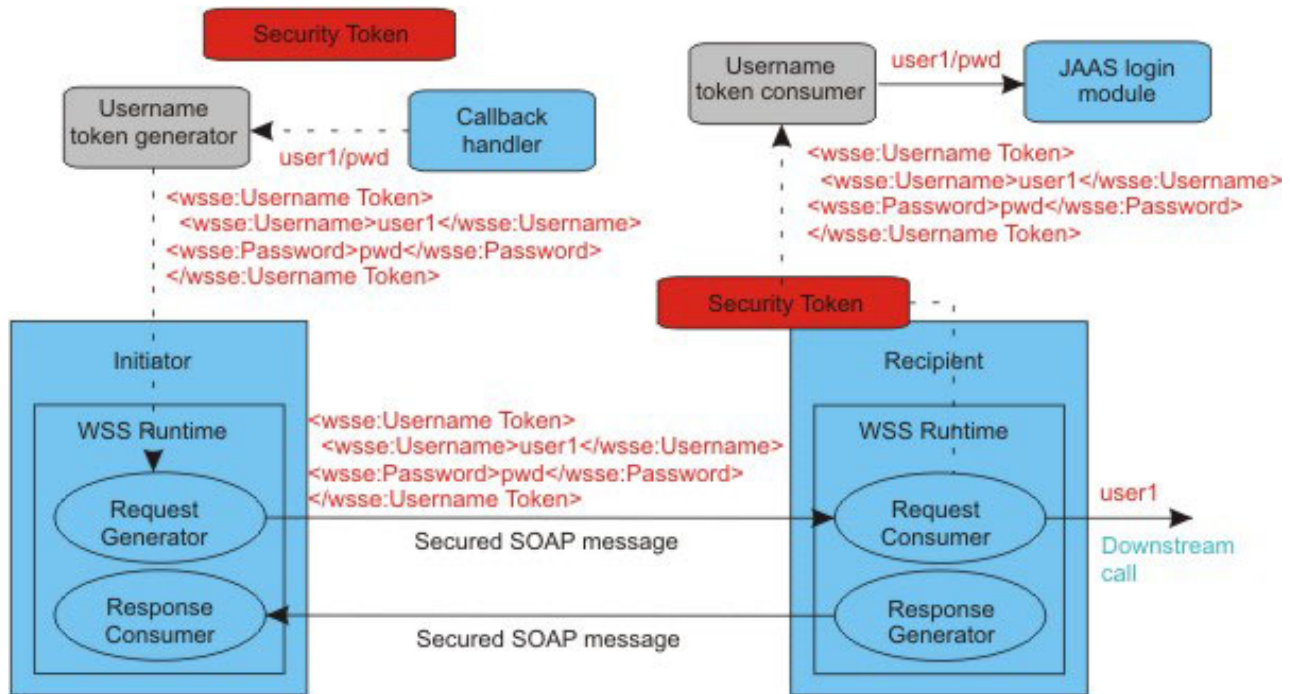 Security Token
Username
token generator
Callback
handler
user1/pwd
<wsse:Username Token>
<wsse:Username>user1</wsse:Username>
<wsse:Password>pwd</wsse:Password>
</wsse:Username Token>
Username
token consumer
user1/pwd
JAAS login
module
<wsse:Username Token>
<wsse:Username>user1</wsse:Username>
<wsse:Password>pwd</wsse:Password>
</wsse:Username Token>
Security Token
Initiator
WSS Runtime
Request
Generator
Response
Consumer
<wsse:Username Token>
<wsse:Username>user1</wsse:Username>
<wsse:Password>pwd</wsse:Password>
</wsse:Username Token>
Secured SOAP message
Secured SOAP message
Recipient
WSS Runtime
Request
Consumer
Response
Generator
user1
Downstream
call